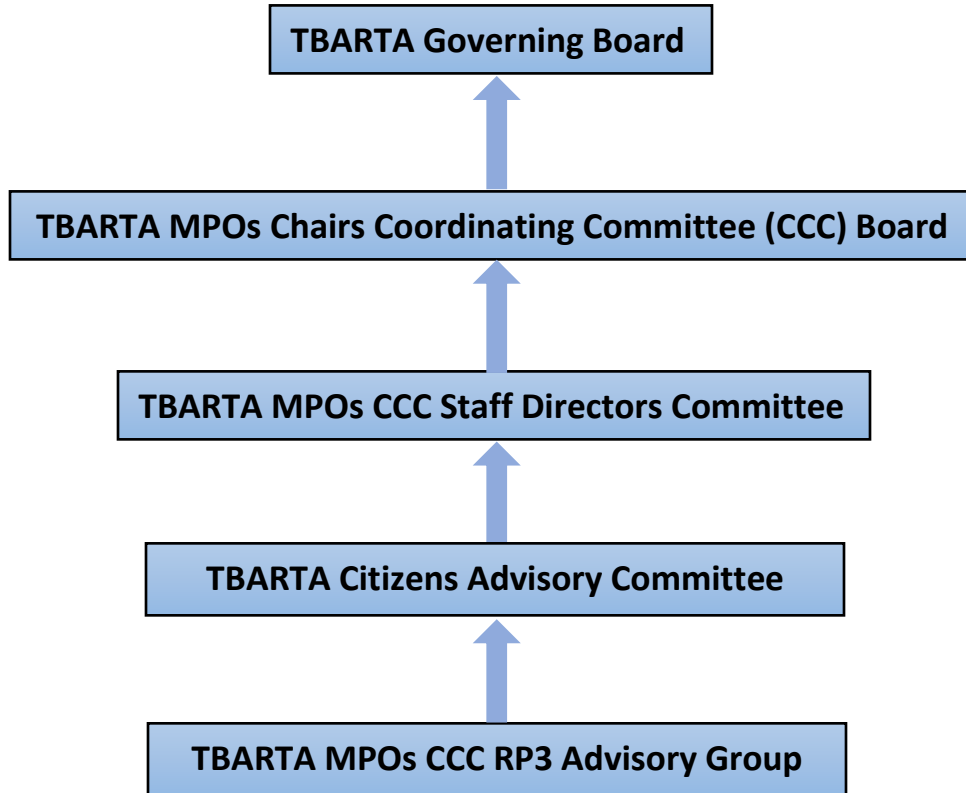 TBARTA Governing Board
TBARTA MPOs Chairs Coordinating Committee (CCC) Board
TBARTA MPOs CCC Staff Directors Committee
TBARTA Citizens Advisory Committee
TBARTA MPOs CCC RP3 Advisory Group